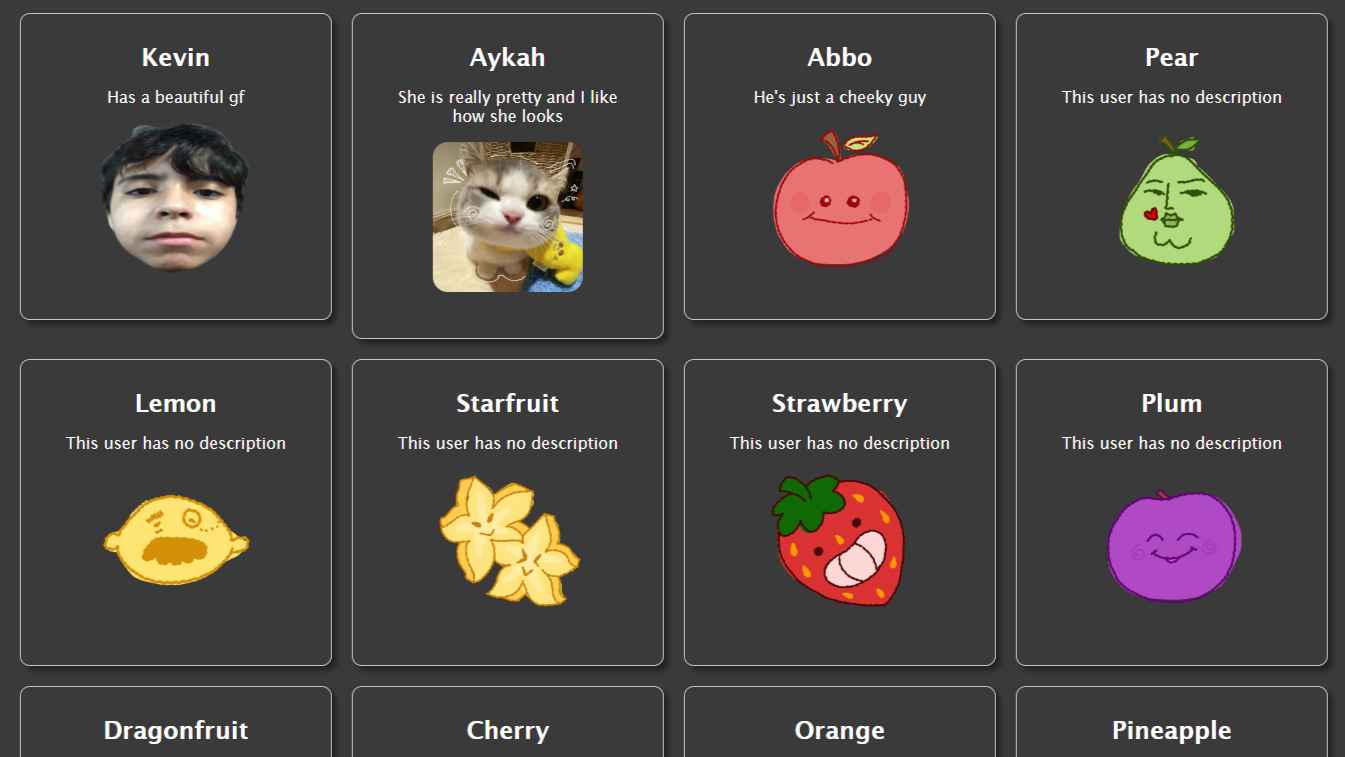 Kevin
Has a beautiful gf
Aykah
She is really pretty and I like
how she looks
Abbo
He's just a cheeky guy
Pear
This user has no description
Lemon
This user has no description
Starfruit
This user has no description
Strawberry
This user has no description
Plum
This user has no description
Dragonfruit
Cherry
Orange
Pineapple